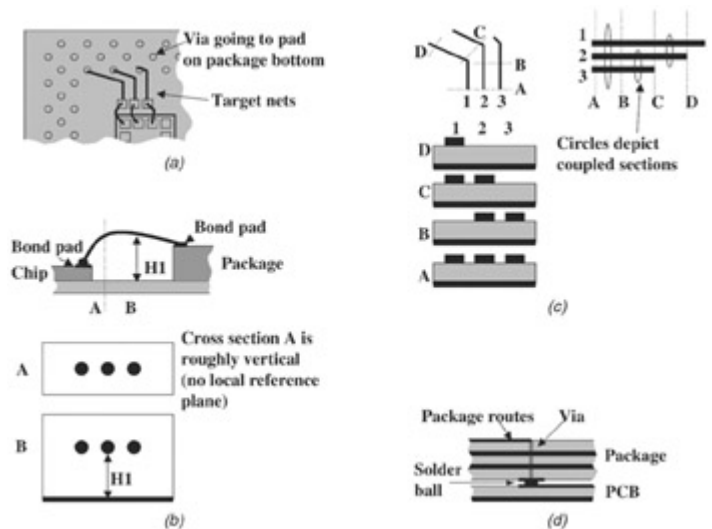 Via going to pad
on package bottom
Target nets
(a)
Bond pad
Bond pad
Chip
H1
Package
A B
A
Cross section A is
roughly vertical
(no local reference
plane)
B
H1
(b)
C
D
B
A
1 2 3
1
2
3
A B C D
Circles depict
coupled sections
1 2 3
D
C
B
A
(c)
Package routes
Via
Package
Solder
ball
PCB
(d)